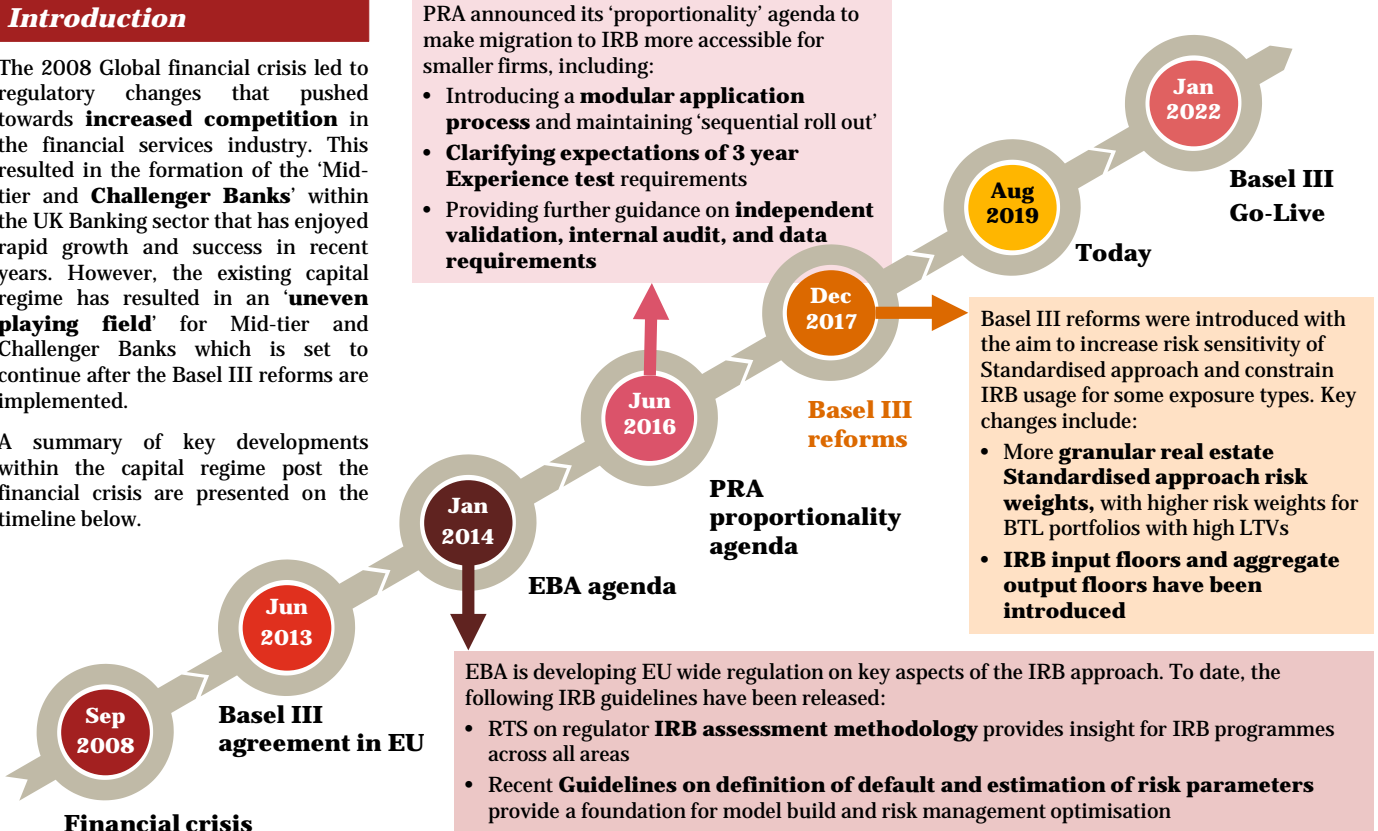 Introduction
The 2008 Global financial crisis led to
regulatory changes that pushed
towards increased competition in
the financial services industry. This
resulted in the formation of the ‘Mid-
tier and Challenger Banks’ within
the UK Banking sector that has enjoyed
rapid growth and success in recent
years. However, the existing capital
regime has resulted in an ‘uneven
playing field’ for Mid-tier and
Challenger Banks which is set to
continue after the Basel III reforms are
implemented.
A summary of key developments
within the capital regime post the
financial crisis are presented on the
timeline below.
PRA announced its ‘proportionality’ agenda to
make migration to IRB more accessible for
smaller firms, including:
• Introducing a modular application
process and maintaining ‘sequential roll out’
• Clarifying expectations of 3 year
Experience test requirements
• Providing further guidance on independent
validation, internal audit, and data
requirements
Jan
2022
Basel III
Go-Live
Aug
2019
Today
Dec
2017
Basel III
reforms
Basel III reforms were introduced with
the aim to increase risk sensitivity of
Standardised approach and constrain
IRB usage for some exposure types. Key
changes include:
• More granular real estate
Standardised approach risk
weights, with higher risk weights for
BTL portfolios with high LTVs
• IRB input floors and aggregate
output floors have been
introduced
Jun
2016
PRA
proportionality
agenda
Jan
2014
EBA agenda
Jun
2013
Basel III
agreement in EU
Sep
2008
Financial crisis
EBA is developing EU wide regulation on key aspects of the IRB approach. To date, the
following IRB guidelines have been released:
• RTS on regulator IRB assessment methodology provides insight for IRB programmes
across all areas
• Recent Guidelines on definition of default and estimation of risk parameters
provide a foundation for model build and risk management optimisation